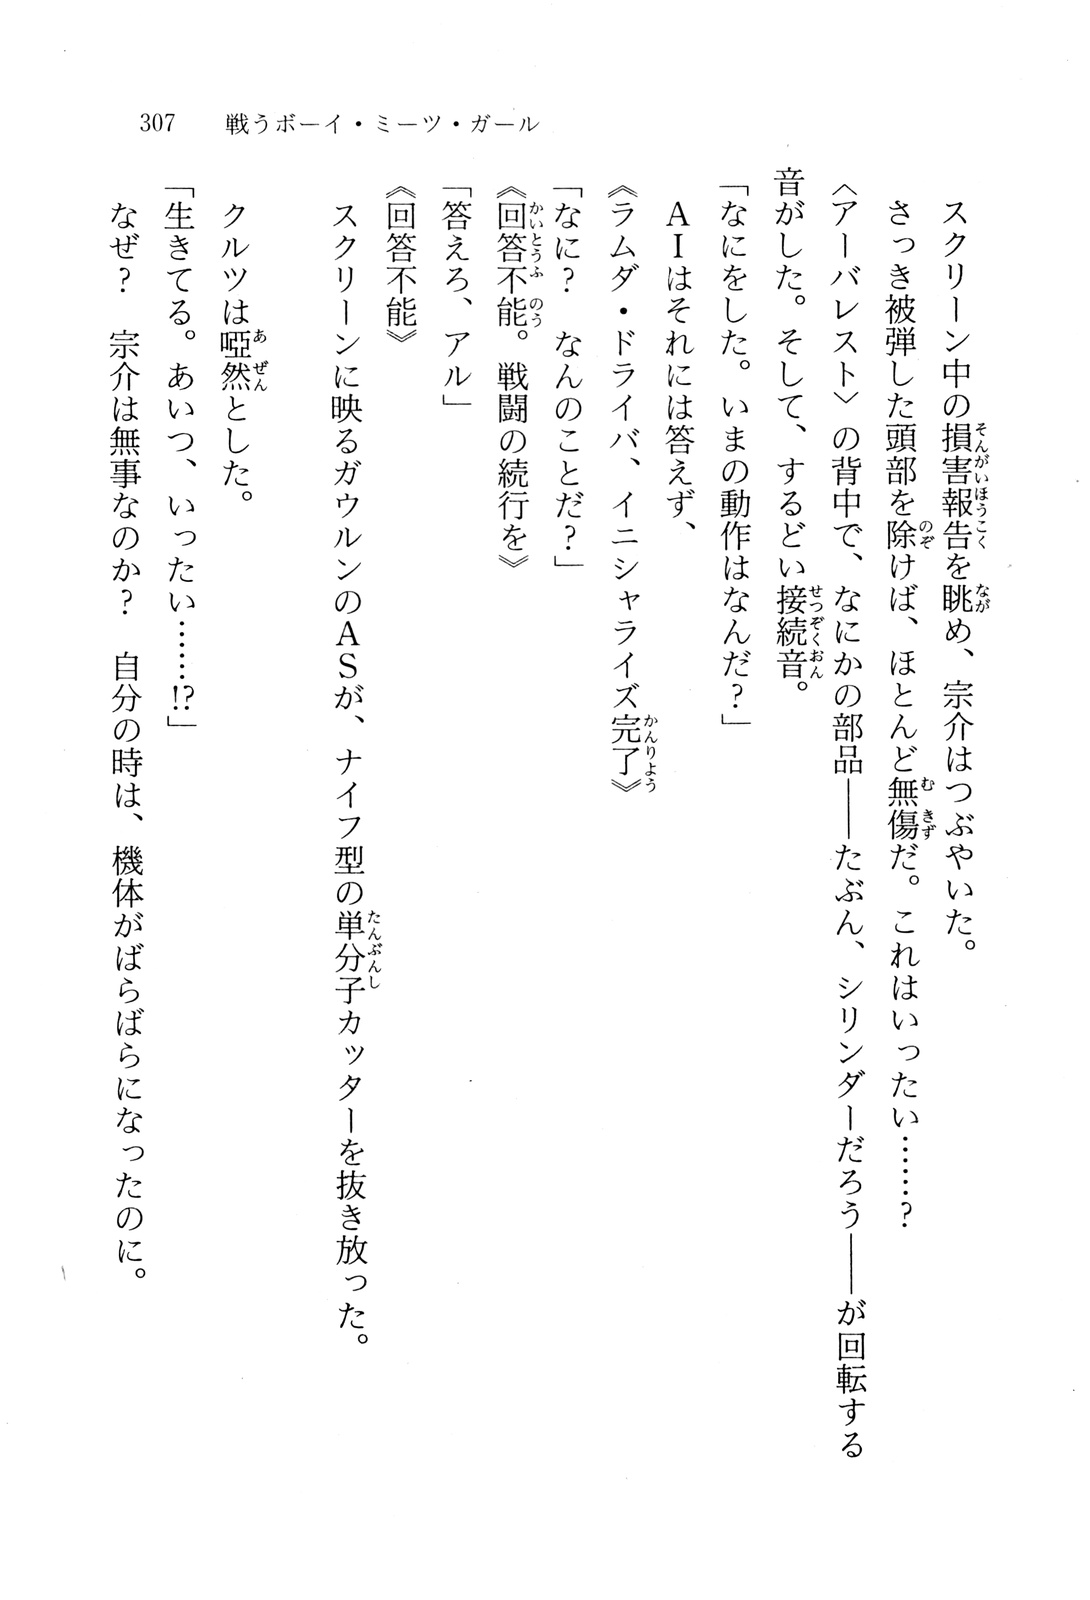 307　戦うボーイ・ミーツ・ガール
スクリーン中の損害報告を眺め、宗介はつぶやいた。
さっき被弾した頭部を除けば、ほとんど無傷だ。これはいったい……？
〈アーバレスト〉の背中で、なにかの部品――たぶん、シリンダーだろう――が回転する
音がした。そして、するどい接続音。
「なにをした。いまの動作はなんだ？」
ＡＩはそれには答えず、
《ラムダ・ドライバ、イニシャライズ完了》
「なに？　なんのことだ？」
《回答不能。戦闘の続行を》
「答えろ、アル」
《回答不能》
スクリーンに映るガウルンのＡＳが、ナイフ型の単分子カッターを抜き放った。
クルツは啞然とした。
「生きてる。あいつ、いったい……!?」
なぜ？　宗介は無事なのか？　自分の時は、機体がばらばらになったのに。